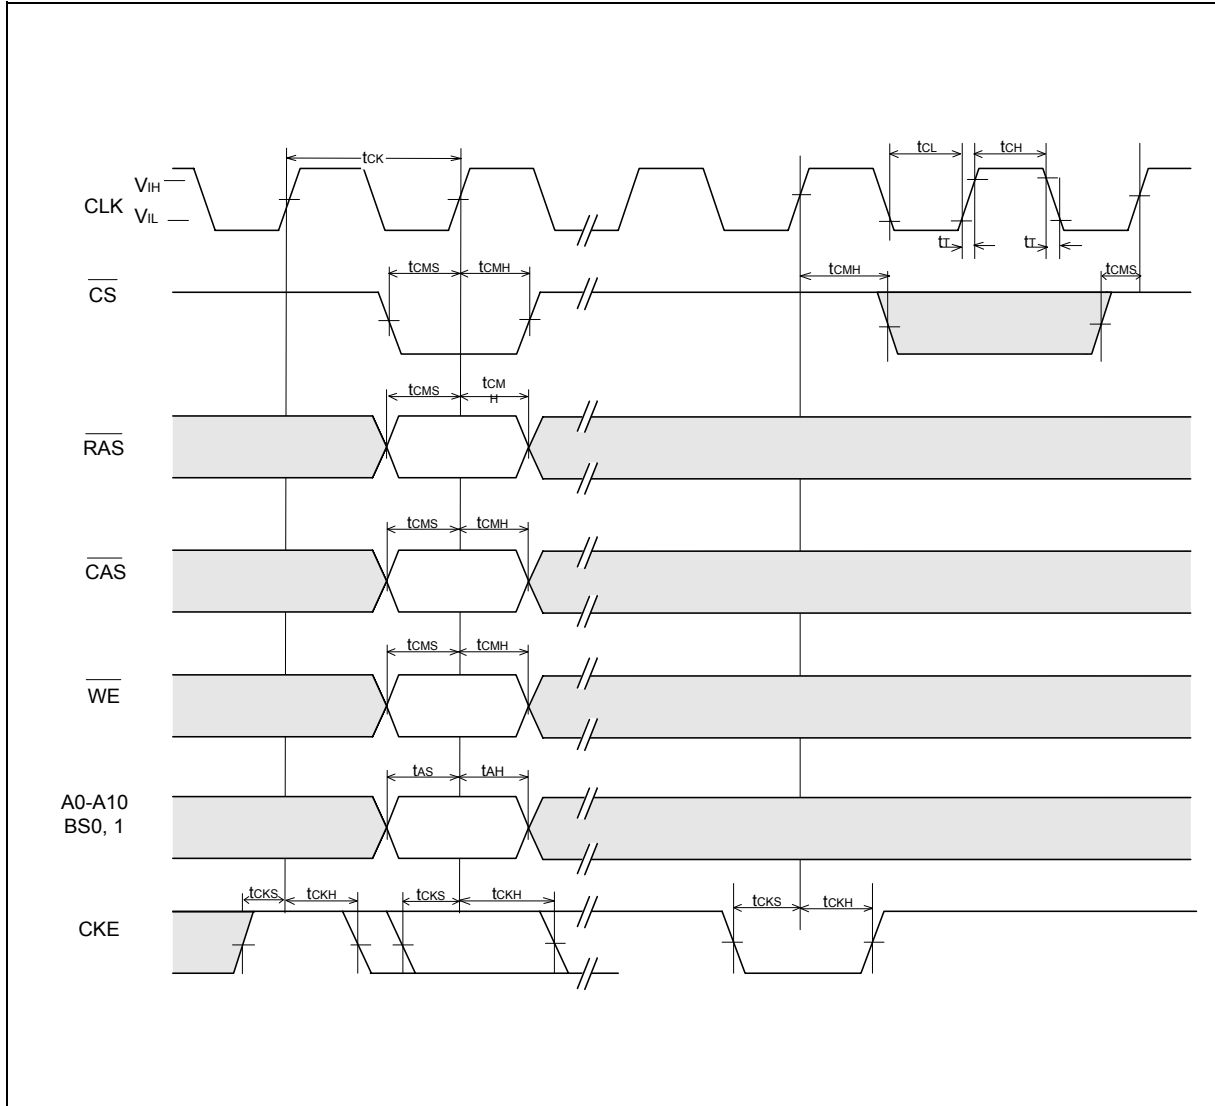 tCK
tCL
tCH
VIH
CLK
VIL
tT
tT
tCMS
tCMH
tCMH
tCMS
CS
tCMS
tCM
H
RAS
tCMS
tCMH
CAS
tCMS
tCMH
WE
tAS
tAH
A0-A10
BS0, 1
tCKS
tCKH
tCKS
tCKH
tCKS
tCKH
CKE